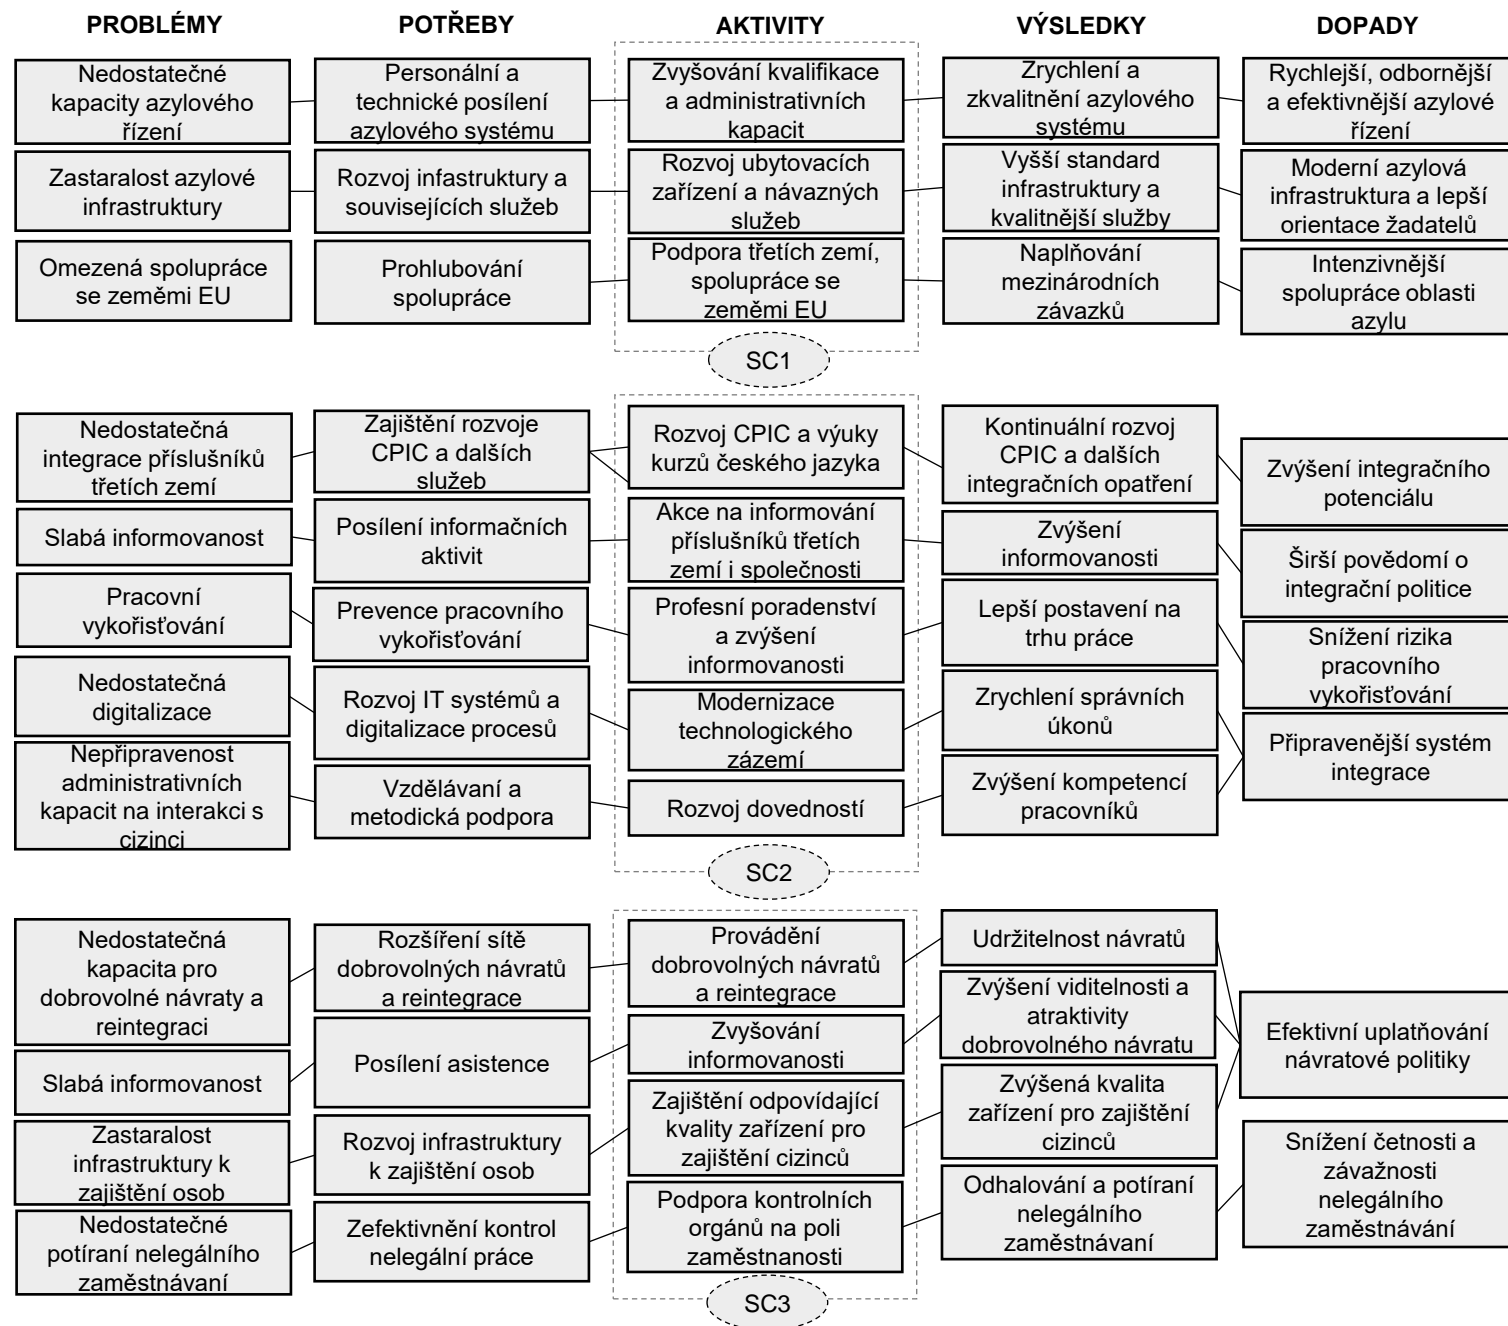 PROBLÉMY
POTŘEBY
AKTIVITY
VÝSLEDKY
DOPADY
Nedostatečné
kapacity azylového
řízení
Personální a
technické posílení
azylového systému
Zvyšování kvalifikace
a administrativních
kapacit
Zrychlení a
zkvalitnění azylového
systému
Rychlejší, odbornější
a efektivnější azylové
řízení
Zastaralost azylové
infrastruktury
Rozvoj infastruktury a
souvisejících služeb
Rozvoj ubytovacích
zařízení a návazných
služeb
Vyšší standard
infrastruktury a
kvalitnější služby
Moderní azylová
infrastruktura a lepší
orientace žadatelů
Omezená spolupráce
se zeměmi EU
Prohlubování
spolupráce
Podpora třetích zemí,
spolupráce se
zeměmi EU
Naplňování
mezinárodních
závazků
Intenzivnější
spolupráce oblasti
azylu
SC1
Nedostatečná
integrace příslušníků
třetích zemí
Zajištění rozvoje
CPIC a dalších
služeb
Rozvoj CPIC a výuky
kurzů českého jazyka
Kontinuální rozvoj
CPIC a dalších
integračních opatření
Zvýšení integračního
potenciálu
Slabá informovanost
Posílení informačních
aktivit
Akce na informování
příslušníků třetích
zemí i společnosti
Zvýšení
informovanosti
Širší povědomí o
integrační politice
Pracovní
vykořisťování
Prevence pracovního
vykořisťování
Profesní poradenství
a zvýšení
informovanosti
Lepší postavení na
trhu práce
Snížení rizika
pracovního
vykořisťování
Nedostatečná
digitalizace
Rozvoj IT systémů a
digitalizace procesů
Modernizace
technologického
zázemí
Zrychlení správních
úkonů
Připravenější systém
integrace
Nepřipravenost
administrativních
kapacit na interakci s
cizinci
Vzdělávaní a
metodická podpora
Rozvoj dovedností
Zvýšení kompetencí
pracovníků
SC2
Nedostatečná
kapacita pro
dobrovolné návraty a
reintegraci
Rozšíření sítě
dobrovolných návratů
a reintegrace
Provádění
dobrovolných návratů
a reintegrace
Udržitelnost návratů
Efektivní uplatňování
návratové politiky
Slabá informovanost
Posílení asistence
Zvyšování
informovanosti
Zvýšení viditelnosti a
atraktivity
dobrovolného návratu
Zastaralost
infrastruktury k
zajištění osob
Rozvoj infrastruktury
k zajištění osob
Zajištění odpovídající
kvality zařízení pro
zajištění cizinců
Zvýšená kvalita
zařízení pro zajištění
cizinců
Nedostatečné
potíraní nelegálního
zaměstnávaní
Zefektivnění kontrol
nelegální práce
Podpora kontrolních
orgánů na poli
zaměstnanosti
Odhalování a potíraní
nelegálního
zaměstnávaní
Snížení četnosti a
závažnosti
nelegálního
zaměstnávání
SC3